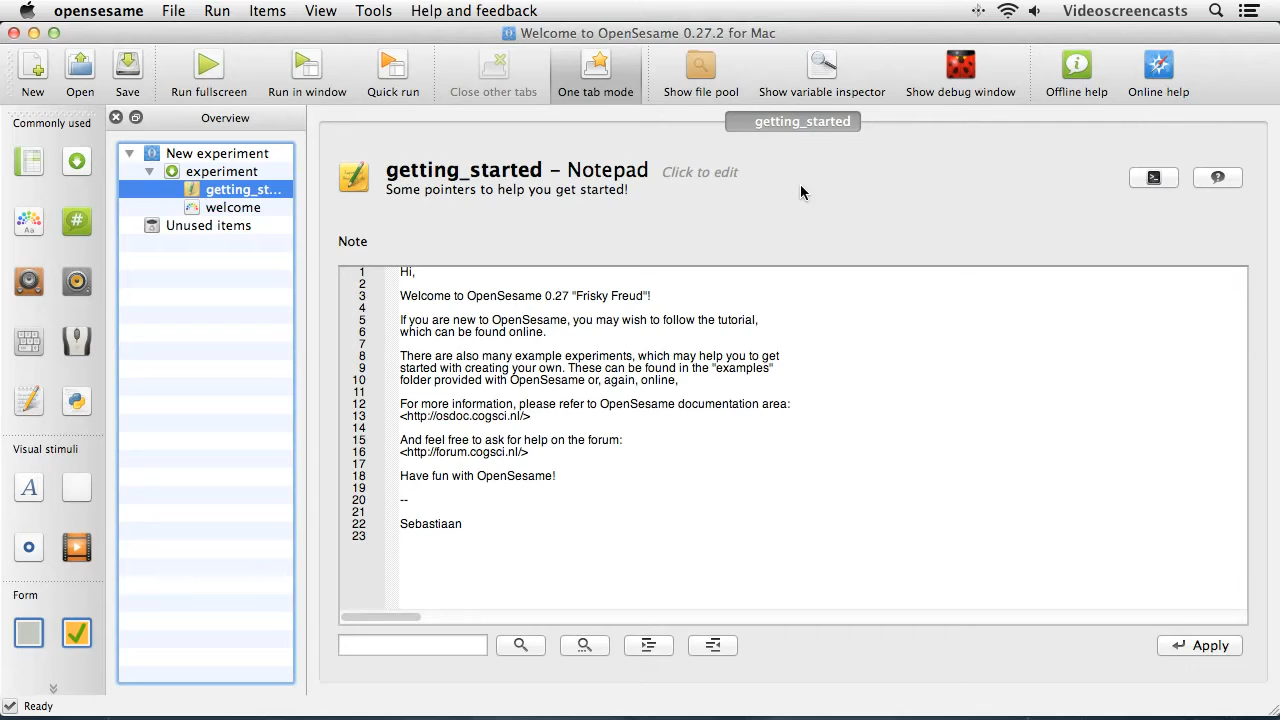 opensesame File Run Items View Tools Help and feedback Videoscreencasts
Welcome to OpenSesame 0.27.2 for Mac
New Open Save Run fullscreen Run in window Quick run Close other tabs One tab mode Show file pool Show variable inspector Show debug window Offline help Online help
Commonly used
Overview
New experiment
experiment
getting_st...
welcome
Unused items
Aa
Visual stimuli
A
Form
getting_started
getting_started – Notepad Click to edit
Some pointers to help you get started!
Note
1 Hi,
2
3 Welcome to OpenSesame 0.27 "Frisky Freud"!
4
5 If you are new to OpenSesame, you may wish to follow the tutorial,
6 which can be found online.
7
8 There are also many example experiments, which may help you to get
9 started with creating your own. These can be found in the "examples"
10 folder provided with OpenSesame or, again, online,
11
12 For more information, please refer to OpenSesame documentation area:
13 <http://osdoc.cogsci.nl/>
14
15 And feel free to ask for help on the forum:
16 <http://forum.cogsci.nl/>
17
18 Have fun with OpenSesame!
19
20 --
21
22 Sebastiaan
23
Apply
Ready